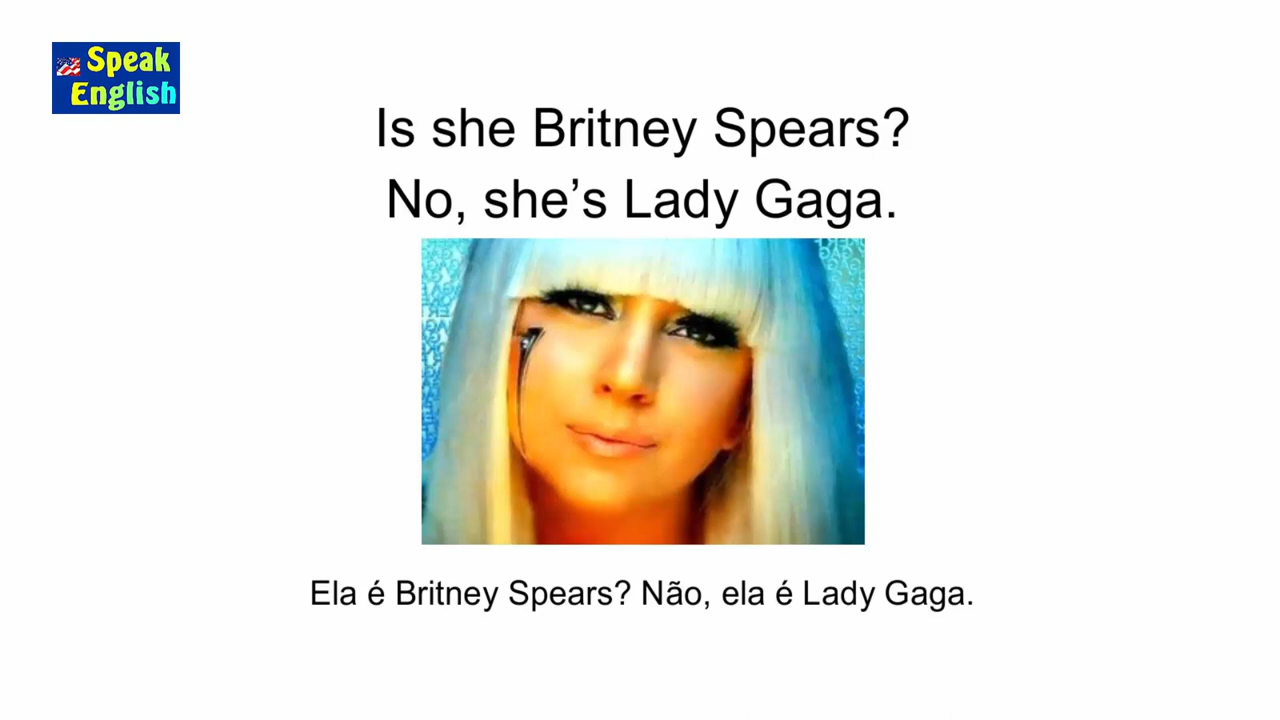 Speak
English
Is she Britney Spears?
No, she’s Lady Gaga.
Ela é Britney Spears? Não, ela é Lady Gaga.